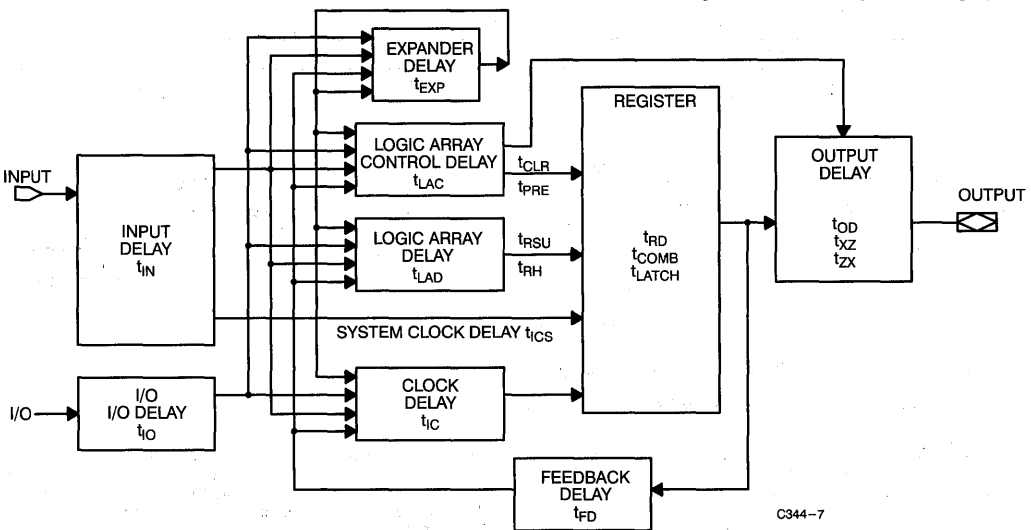 EXPANDER
DELAY
tEXP
REGISTER
LOGIC ARRAY
CONTROL DELAY
tLAC
tCLR
tPRE
OUTPUT
DELAY
tOD
tXZ
tZX
INPUT
OUTPUT
INPUT
DELAY
tIN
LOGIC ARRAY
DELAY
tLAD
tRSU
tRH
tRD
tCOMB
tLATCH
SYSTEM CLOCK DELAY tICS
I/O
I/O
I/O DELAY
tIO
CLOCK
DELAY
tIC
FEEDBACK
DELAY
tFD
C344-7